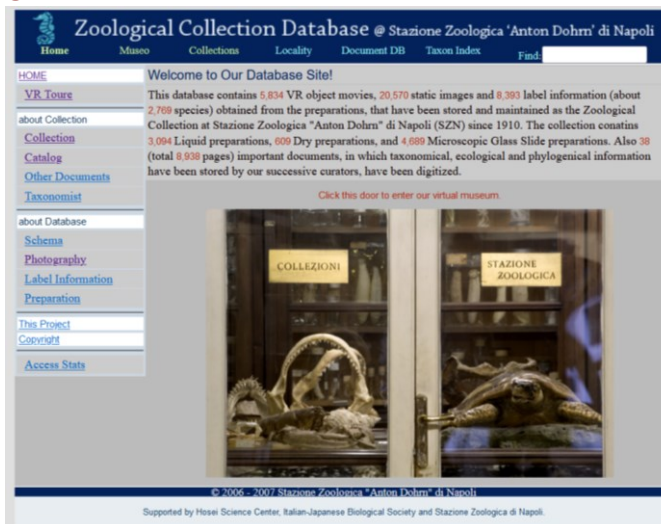 Zoological Collection Database @ Stazione Zoologica 'Anton Dohrn' di Napoli
Home Museo Collections Locality Document DB Taxon Index Find:
HOME
VR Toure
about Collection
Collection
Catalog
Other Documents
Taxonomist
about Database
Schema
Photography
Label Information
Preparation
This Project
Copyright
Access Stats
Welcome to Our Database Site!
This database contains 5,834 VR object movies, 20,570 static images and 8,393 label information (about
2,769 species) obtained from the preparations, that have been stored and maintained as the Zoological
Collection at Stazione Zoologica "Anton Dohrn" di Napoli (SZN) since 1910. The collection conatins
3,094 Liquid preparations, 609 Dry preparations, and 4,689 Microscopic Glass Slide preparations. Also 38
(total 8,938 pages) important documents, in which taxonomical, ecological and phylogenical information
have been stored by our successive curators, have been digitized.
Click this door to enter our virtual museum.
COLLEZIONI
STAZIONE
ZOOLOGICA
© 2006 - 2007 Stazione Zoologica "Anton Dohrn" di Napoli
Supported by Hosei Science Center, Italian-Japanese Biological Society and Stazione Zoologica di Napoli.